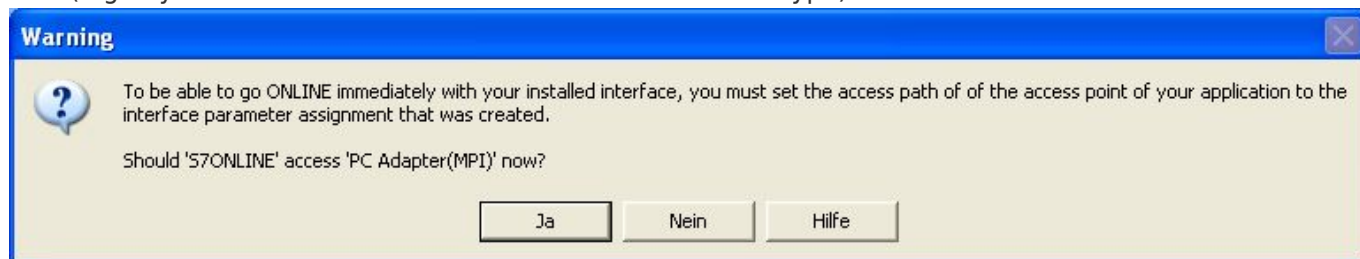 Warning
To be able to go ONLINE immediately with your installed interface, you must set the access path of of the access point of your application to the
interface parameter assignment that was created.
Should 'S7ONLINE' access 'PC Adapter(MPI)' now?
Ja Nein Hilfe